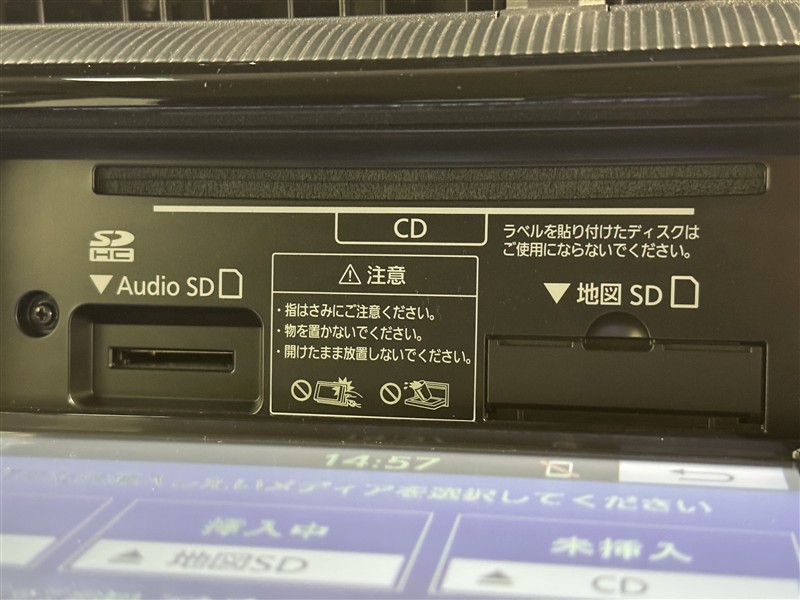 CD
ラベルを貼り付けたディスクは
ご使用にならないでください。
SD
HC
▼Audio SD
⚠注意
・指はさみにご注意ください。
・物を置かないでください。
・開けたまま放置しないでください。
▼地図 SD
14:57
いメディアを選択してください
挿入中
未挿入
地図SD
CD